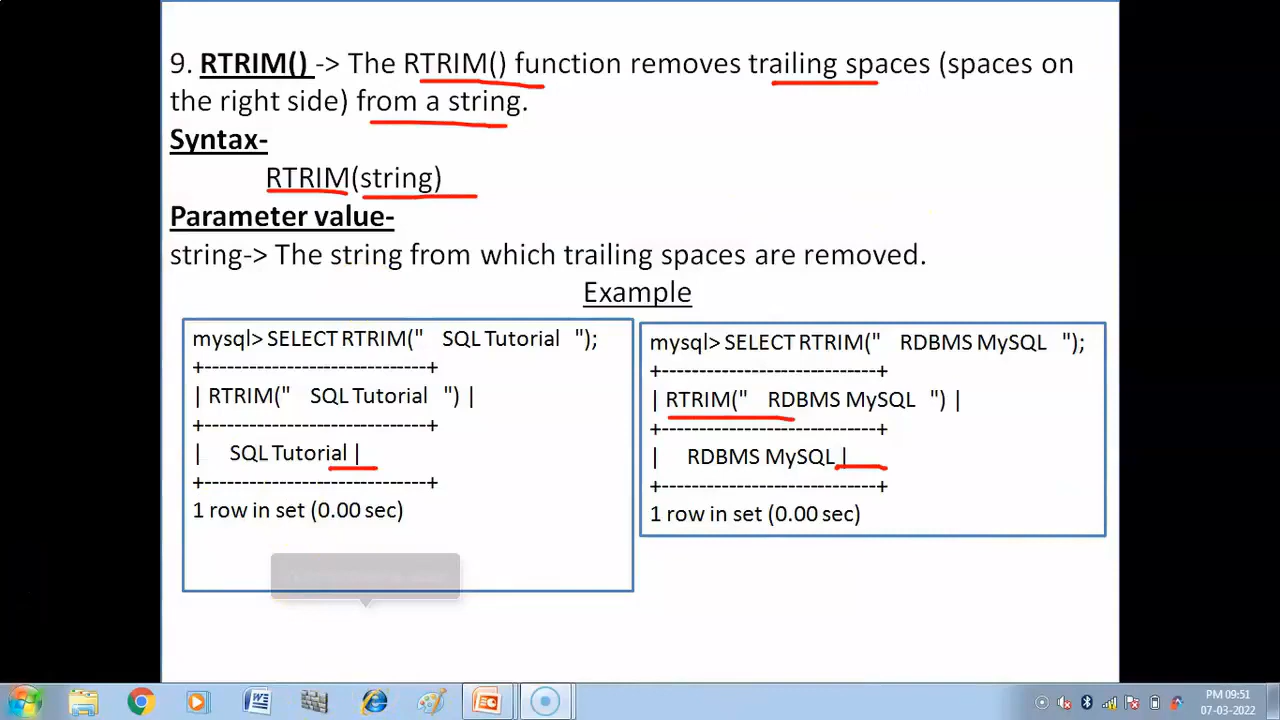 9. RTRIM() -> The RTRIM() function removes trailing spaces (spaces on
the right side) from a string.
Syntax-
RTRIM(string)
Parameter value-
string-> The string from which trailing spaces are removed.
Example
mysql> SELECT RTRIM("   SQL Tutorial   ");
+----------------------------+
| RTRIM("   SQL Tutorial   ") |
+----------------------------+
|    SQL Tutorial |
+----------------------------+
1 row in set (0.00 sec)
mysql> SELECT RTRIM("   RDBMS MySQL   ");
+----------------------------+
| RTRIM("   RDBMS MySQL   ") |
+----------------------------+
|    RDBMS MySQL |
+----------------------------+
1 row in set (0.00 sec)
PM 09:51
07-03-2022